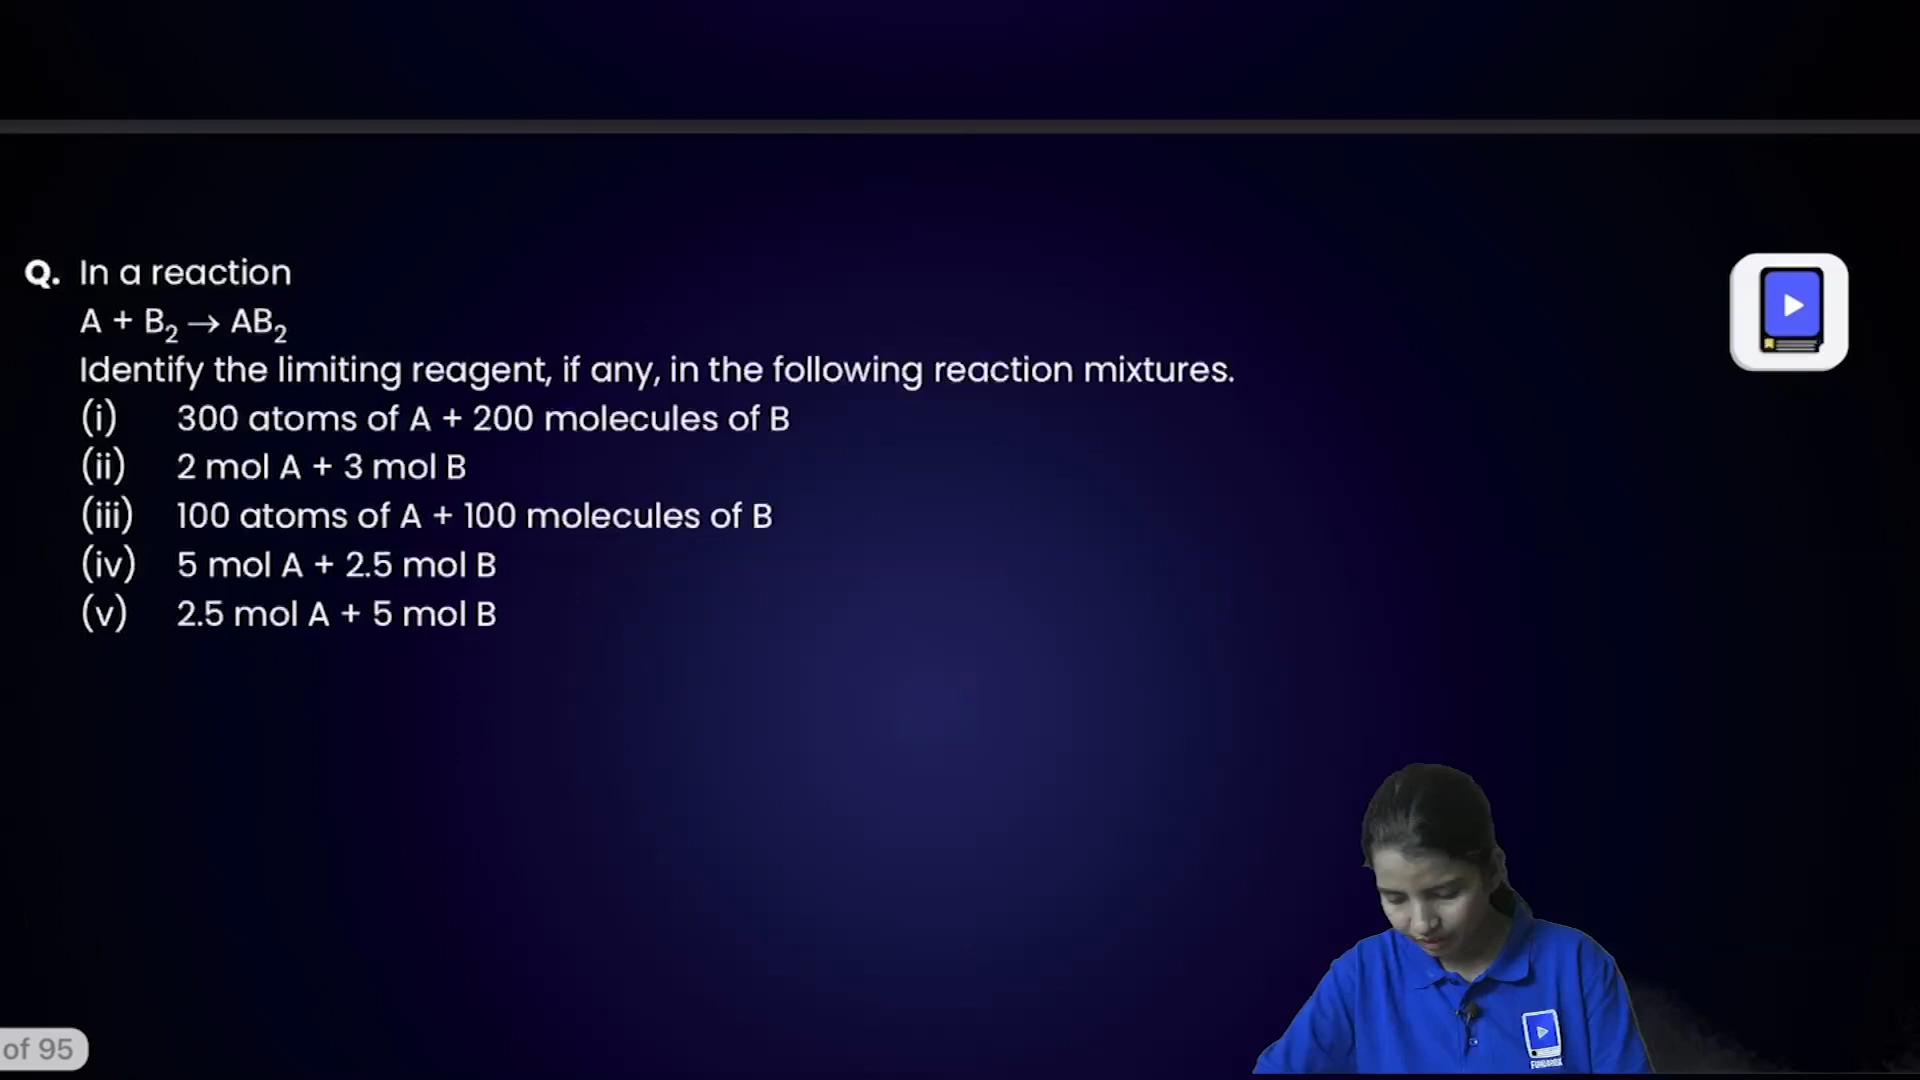 Q. In a reaction
A + B₂ → AB₂
Identify the limiting reagent, if any, in the following reaction mixtures.
(i) 300 atoms of A + 200 molecules of B
(ii) 2 mol A + 3 mol B
(iii) 100 atoms of A + 100 molecules of B
(iv) 5 mol A + 2.5 mol B
(v) 2.5 mol A + 5 mol B
of 95